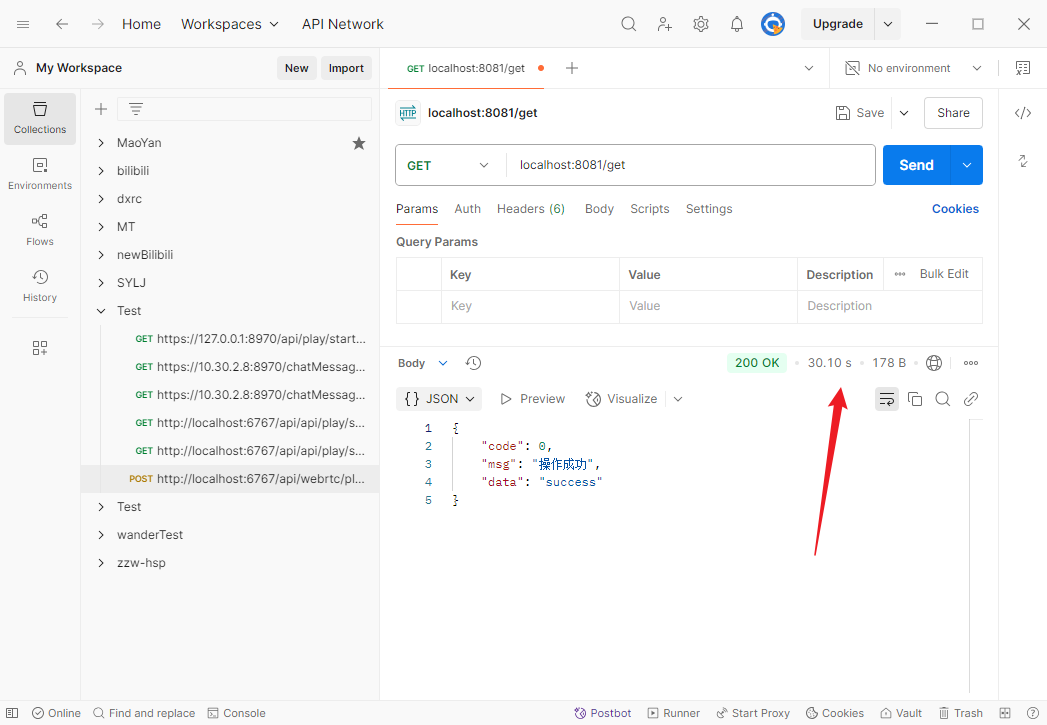 Home Workspaces API Network Upgrade
My Workspace New Import
GET localhost:8081/get No environment
Collections
Environments
Flows
History
MaoYan
bilibili
dxrc
MT
newBilibili
SYLJ
Test
GET https://127.0.0.1:8970/api/play/start...
GET https://10.30.2.8:8970/chatMessag...
GET https://10.30.2.8:8970/chatMessag...
GET http://localhost:6767/api/api/play/s...
GET http://localhost:6767/api/api/play/s...
POST http://localhost:6767/api/webrtc/pl...
Test
wanderTest
zzw-hsp
HTTP localhost:8081/get Save Share
GET localhost:8081/get Send
Params Auth Headers (6) Body Scripts Settings Cookies
Query Params
Key Value Description Bulk Edit
Key Value Description
Body 200 OK 30.10 s 178 B
{} JSON Preview Visualize
1 {
2 "code": 0,
3 "msg": "操作成功",
4 "data": "success"
5 }
Online Find and replace Console Postbot Runner Start Proxy Cookies Vault Trash